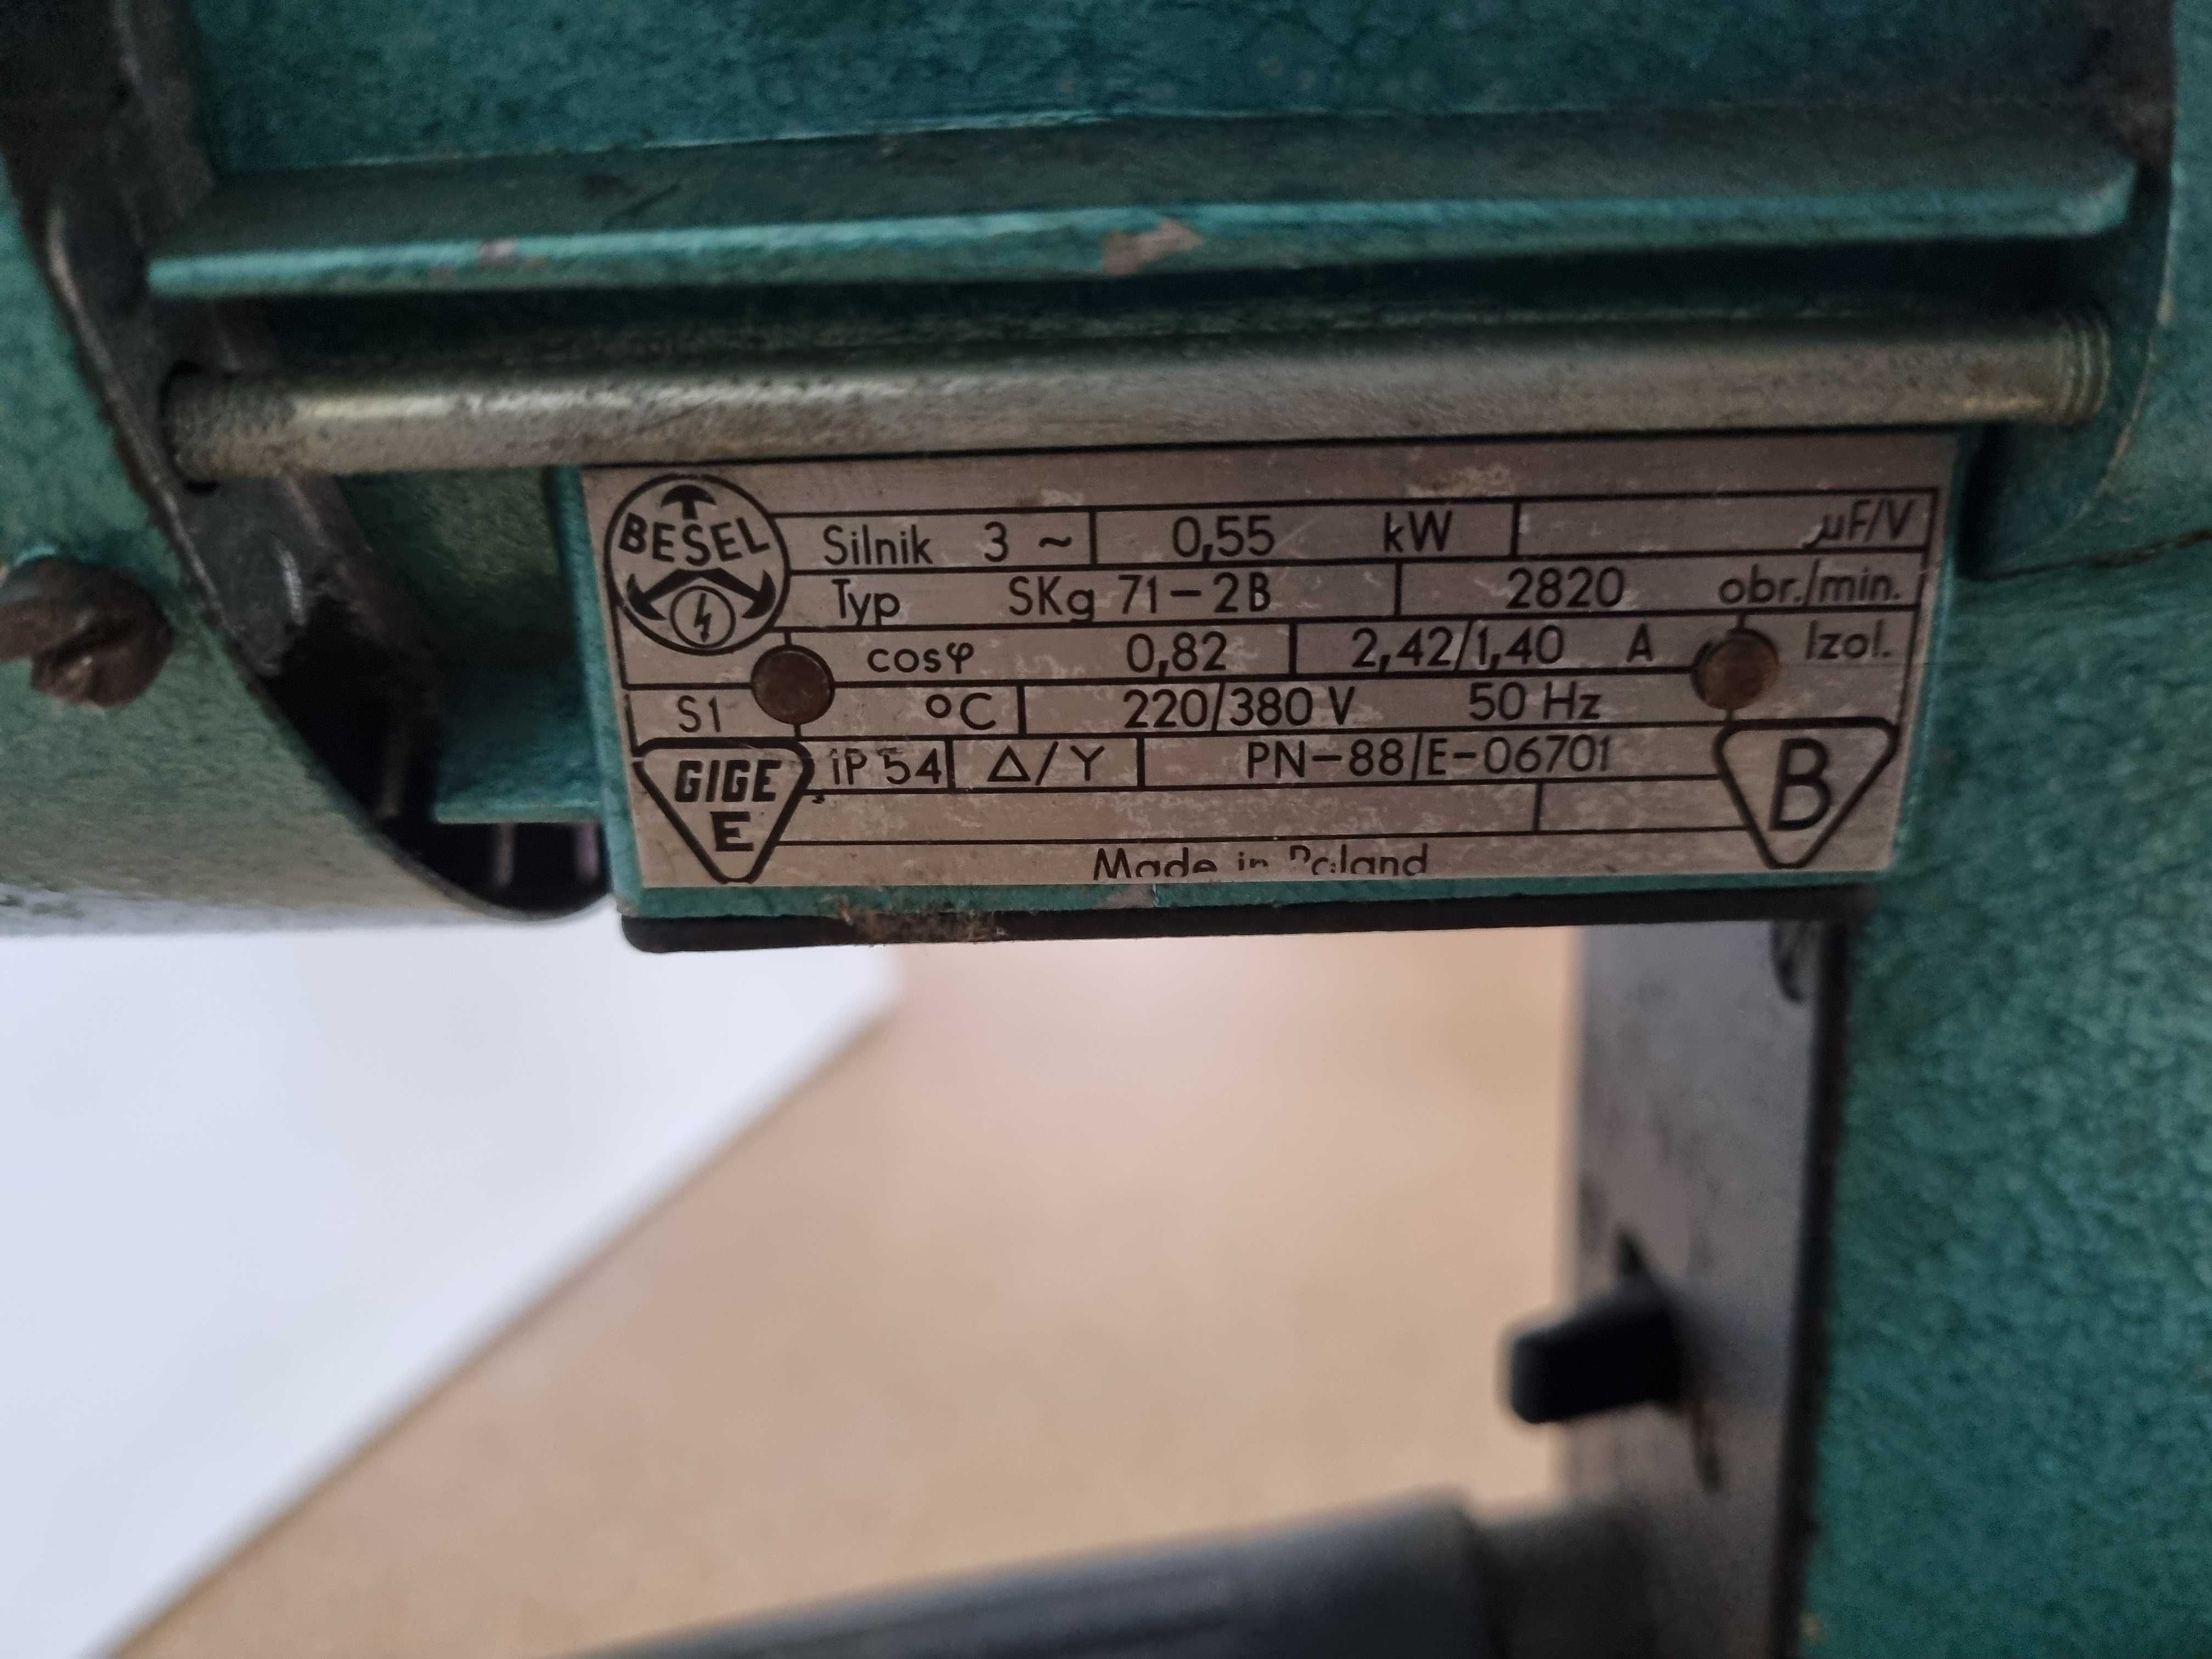 BESEL
Silnik 3 ~ 0,55 kW µF/V
Typ SKg 71-2B 2820 obr./min.
cosφ 0,82 2,42/1,40 A Izol.
S1 °C 220/380 V 50 Hz
GIGE E iP 54 Δ/Y PN-88/E-06701 B
Made in Poland